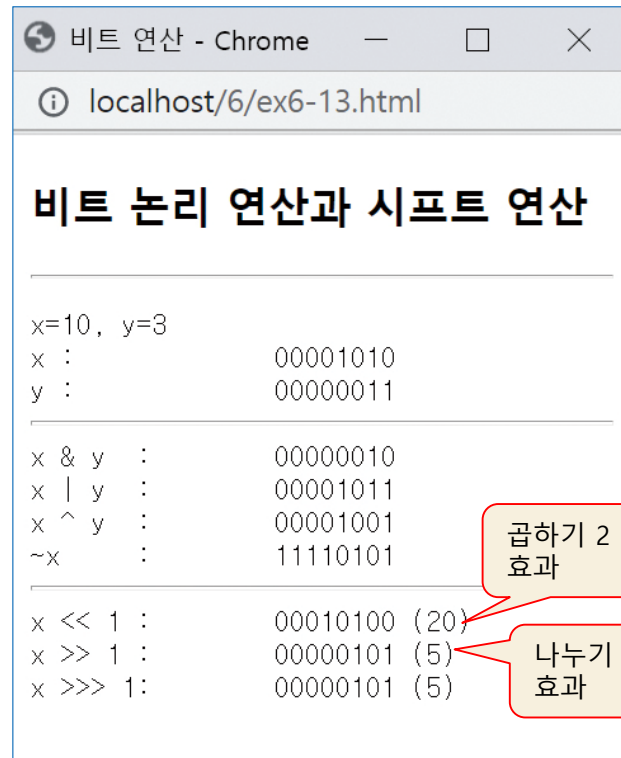 비트 연산 - Chrome
localhost/6/ex6-13.html
비트 논리 연산과 시프트 연산
x=10, y=3
x : 00001010
y : 00000011
x & y : 00000010
x | y : 00001011
x ^ y : 00001001
~x : 11110101
곱하기 2
효과
x << 1 : 00010100 (20)
x >> 1 : 00000101 (5)
x >>> 1: 00000101 (5)
나누기
효과